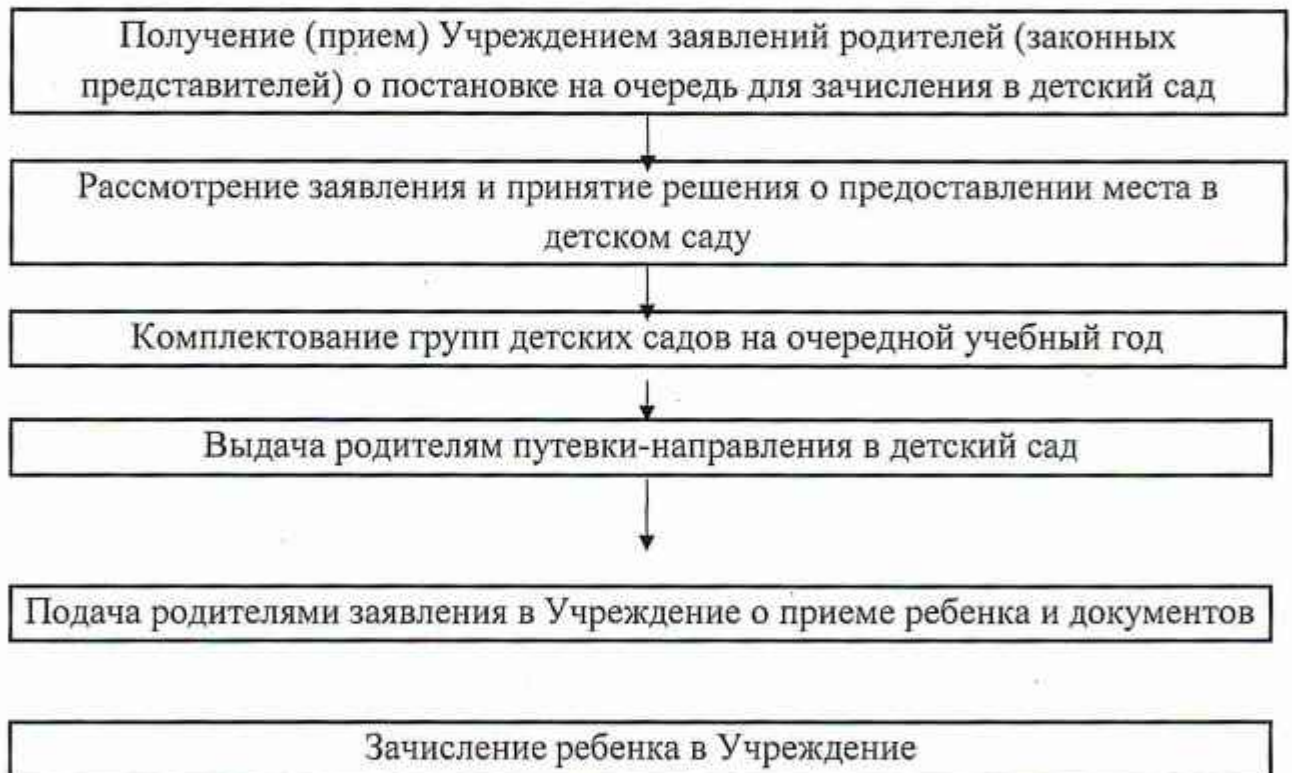 Получение (прием) Учреждением заявлений родителей (законных
представителей) о постановке на очередь для зачисления в детский сад
Рассмотрение заявления и принятие решения о предоставлении места в
детском саду
Комплектование групп детских садов на очередной учебный год
Выдача родителям путевки-направления в детский сад
Подача родителями заявления в Учреждение о приеме ребенка и документов
Зачисление ребенка в Учреждение